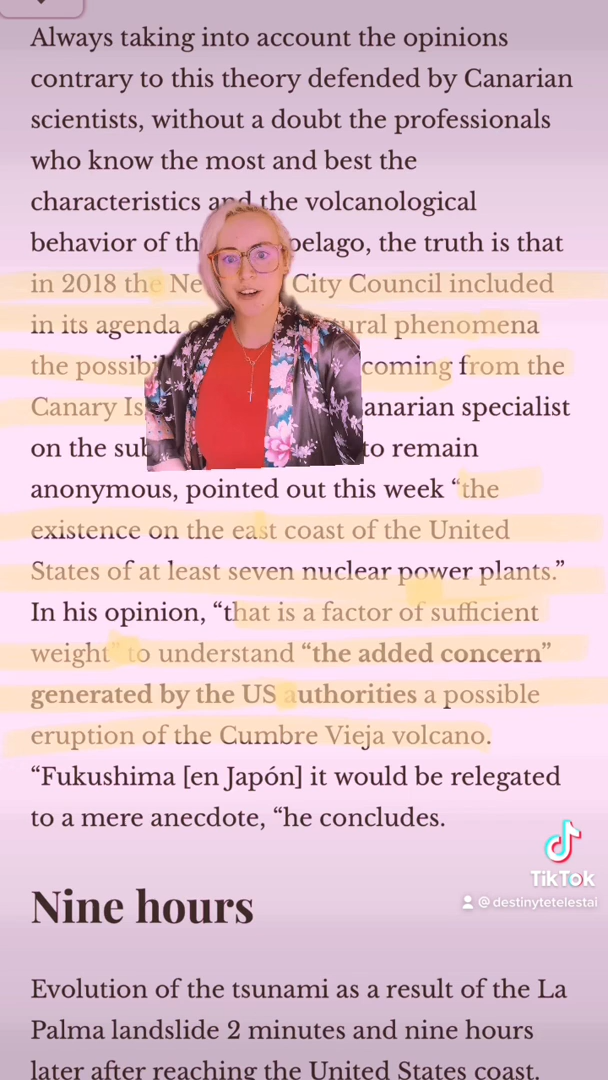 Always taking into account the opinions
contrary to this theory defended by Canarian
scientists, without a doubt the professionals
who know the most and best the
characteristics and the volcanological
behavior of th pelago, the truth is that
in 2018 the Ne City Council included
in its agenda tural phenomena
the possibi coming from the
Canary Is anarian specialist
on the sub to remain
anonymous, pointed out this week “the
existence on the east coast of the United
States of at least seven nuclear power plants.”
In his opinion, “that is a factor of sufficient
weight” to understand “the added concern”
generated by the US authorities a possible
eruption of the Cumbre Vieja volcano.
“Fukushima [en Japón] it would be relegated
to a mere anecdote, “he concludes.
TikTok
@destinytetelestai
Nine hours
Evolution of the tsunami as a result of the La
Palma landslide 2 minutes and nine hours
later after reaching the United States coast.